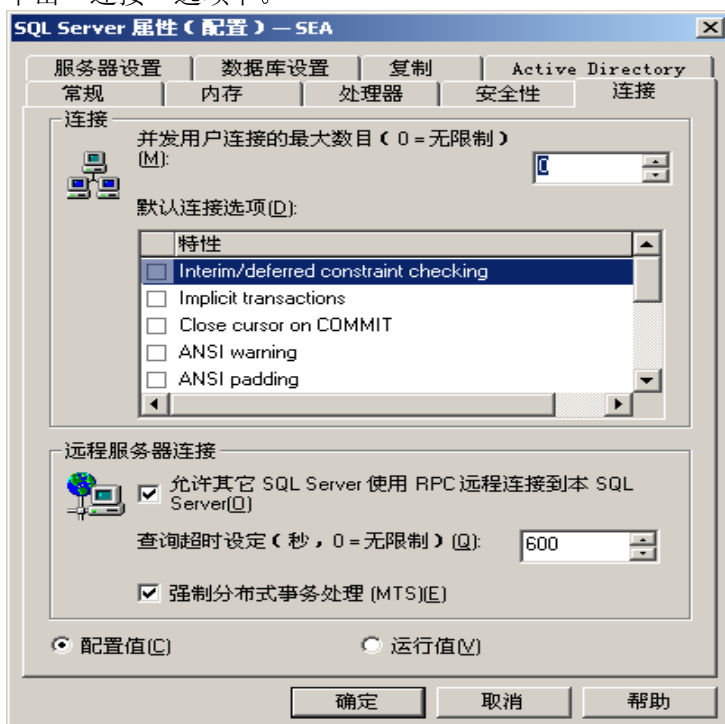 SQL Server 属性（配置）— SEA
服务器设置 数据库设置 复制 Active Directory
常规 内存 处理器 安全性 连接
连接
并发用户连接的最大数目（0=无限制）
(M):
0
默认连接选项(D):
特性
Interim/deferred constraint checking
Implicit transactions
Close cursor on COMMIT
ANSI warning
ANSI padding
远程服务器连接
允许其它 SQL Server 使用 RPC 远程连接到本 SQL
Server(O)
查询超时设定（秒，0=无限制）(Q):
600
强制分布式事务处理 (MTS)(E)
配置值(C) 运行值(V)
确定 取消 帮助